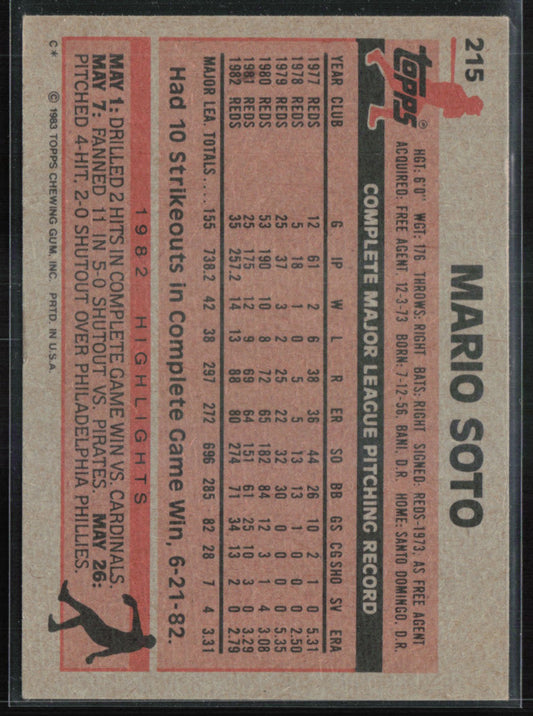 215
topps®
MARIO SOTO
HGT: 6'0" WGT: 176 THROWS: RIGHT BATS: RIGHT SIGNED: REDS-1973, AS FREE AGENT
ACQUIRED: FREE AGENT, 12-3-73 BORN: 7-12-56, BANI, D.R. HOME: SANTO DOMINGO, D.R.
COMPLETE MAJOR LEAGUE PITCHING RECORD
YEAR CLUB G IP W L R ER SO BB GS CG SHO SV ERA
1977 REDS 12 61 2 6 38 36 44 26 10 2 1 0 5.31
1978 REDS 5 18 1 0 5 5 13 13 1 0 0 0 2.50
1979 REDS 25 37 3 2 25 22 32 30 0 0 0 0 5.35
1980 REDS 53 190 10 8 72 65 182 84 12 3 1 4 3.08
1981 REDS 25 175 12 9 69 64 151 61 25 10 3 0 3.29
1982 REDS 35 257.2 14 13 88 80 274 71 34 13 2 0 2.79
MAJOR LEA. TOTALS .... 155 738.2 42 38 297 272 696 285 82 28 7 4 3.31
Had 10 Strikeouts in Complete Game Win, 6-21-82.
1982 HIGHLIGHTS
MAY 1: DRILLED 2 HITS IN COMPLETE GAME WIN VS. CARDINALS.
MAY 7: FANNED 11 IN 5-0 SHUTOUT VS. PIRATES. MAY 26:
PITCHED 4-HIT, 2-0 SHUTOUT OVER PHILADELPHIA PHILLIES.
C* © 1983 TOPPS CHEWING GUM, INC. PRTD. IN U.S.A.